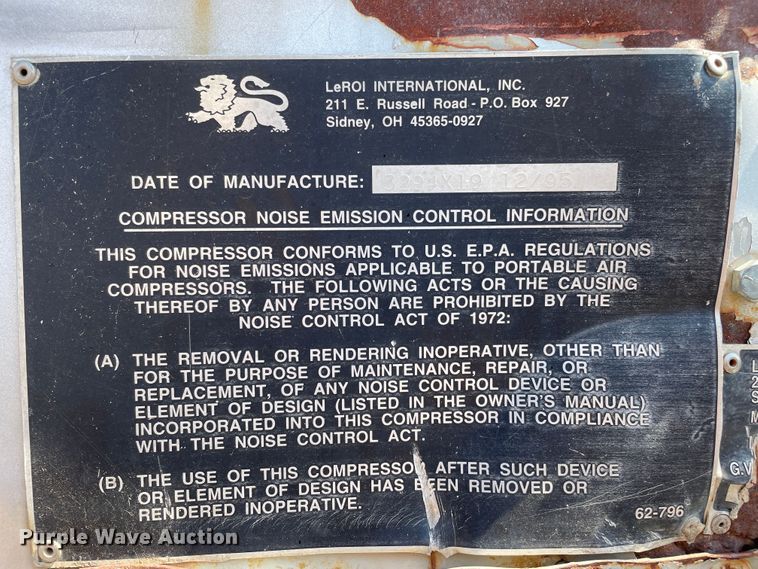 LeROI INTERNATIONAL, INC.
211 E. Russell Road - P.O. Box 927
Sidney, OH 45365-0927
DATE OF MANUFACTURE: 12/95
COMPRESSOR NOISE EMISSION CONTROL INFORMATION
THIS COMPRESSOR CONFORMS TO U.S. E.P.A. REGULATIONS
FOR NOISE EMISSIONS APPLICABLE TO PORTABLE AIR
COMPRESSORS. THE FOLLOWING ACTS OR THE CAUSING
THEREOF BY ANY PERSON ARE PROHIBITED BY THE
NOISE CONTROL ACT OF 1972:
(A) THE REMOVAL OR RENDERING INOPERATIVE, OTHER THAN
FOR THE PURPOSE OF MAINTENANCE, REPAIR, OR
REPLACEMENT, OF ANY NOISE CONTROL DEVICE OR
ELEMENT OF DESIGN (LISTED IN THE OWNER'S MANUAL)
INCORPORATED INTO THIS COMPRESSOR IN COMPLIANCE
WITH THE NOISE CONTROL ACT.
(B) THE USE OF THIS COMPRESSOR AFTER SUCH DEVICE
OR ELEMENT OF DESIGN HAS BEEN REMOVED OR
RENDERED INOPERATIVE.
62-796
G.V
Purple Wave Auction